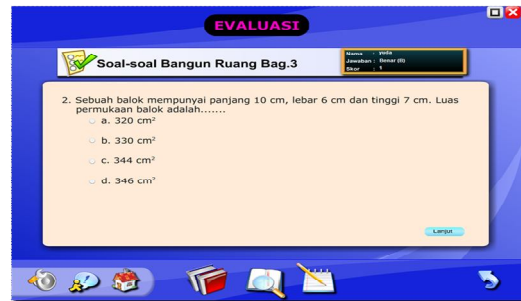 EVALUASI
Soal-soal Bangun Ruang Bag.3
Nama : yuda
Jawaban : Benar (B)
Skor : 1
2. Sebuah balok mempunyai panjang 10 cm, lebar 6 cm dan tinggi 7 cm. Luas
permukaan balok adalah.......
a. 320 cm²
b. 330 cm²
c. 344 cm²
d. 346 cm²
Lanjut